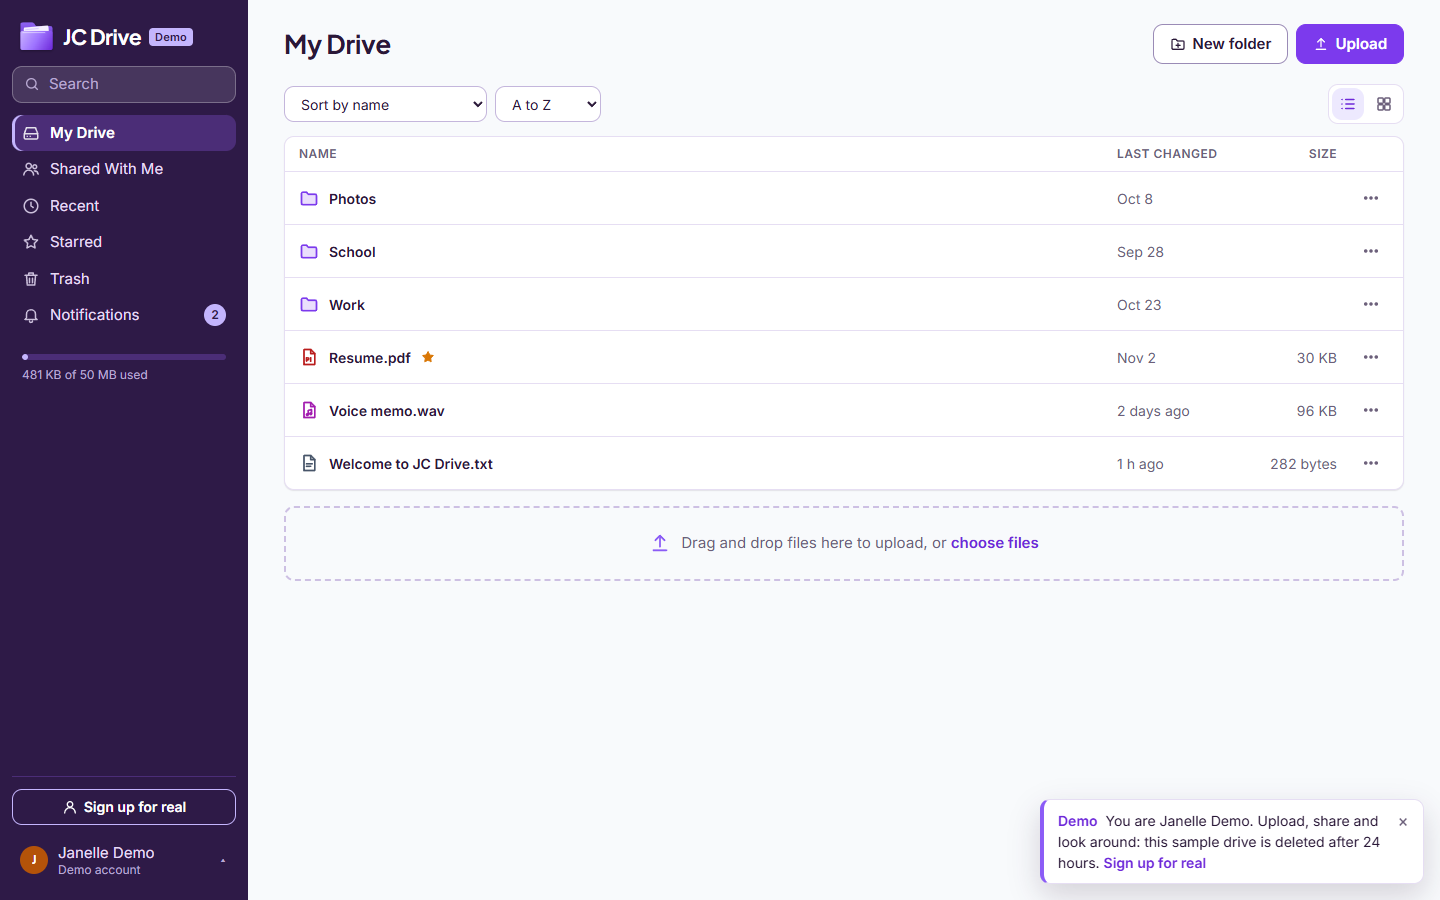 JC Drive Demo
Search
My Drive
Shared With Me
Recent
Starred
Trash
Notifications 2
481 KB of 50 MB used
Sign up for real
J
Janelle Demo
Demo account
My Drive
New folder
Upload
Sort by name
A to Z
NAME LAST CHANGED SIZE
Photos Oct 8
School Sep 28
Work Oct 23
Resume.pdf Nov 2 30 KB
Voice memo.wav 2 days ago 96 KB
Welcome to JC Drive.txt 1 h ago 282 bytes
Drag and drop files here to upload, or choose files
Demo You are Janelle Demo. Upload, share and
look around: this sample drive is deleted after 24
hours. Sign up for real